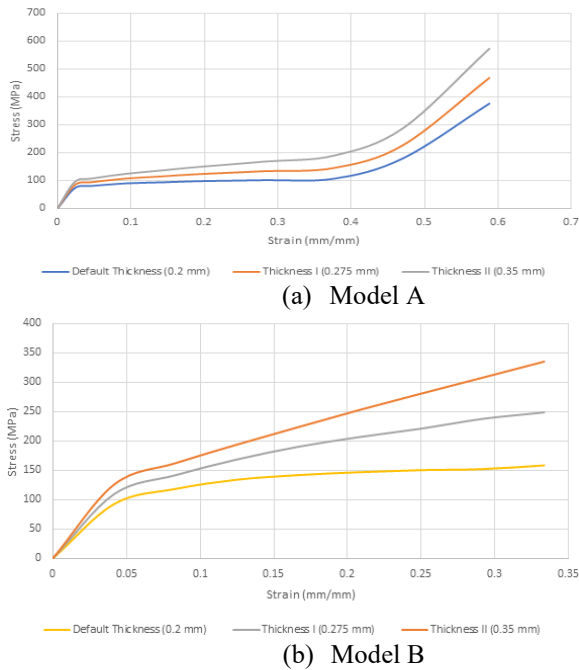 700
600
500
400
300
200
100
0
Stress (MPa)
0 0.1 0.2 0.3 0.4 0.5 0.6 0.7
Strain (mm/mm)
Default Thickness (0.2 mm) Thickness I (0.275 mm) Thickness II (0.35 mm)
(a) Model A
400
350
300
250
200
150
100
50
0
Stress (MPa)
0 0.05 0.1 0.15 0.2 0.25 0.3 0.35
Strain (mm/mm)
Default Thickness (0.2 mm) Thickness I (0.275 mm) Thickness II (0.35 mm)
(b) Model B